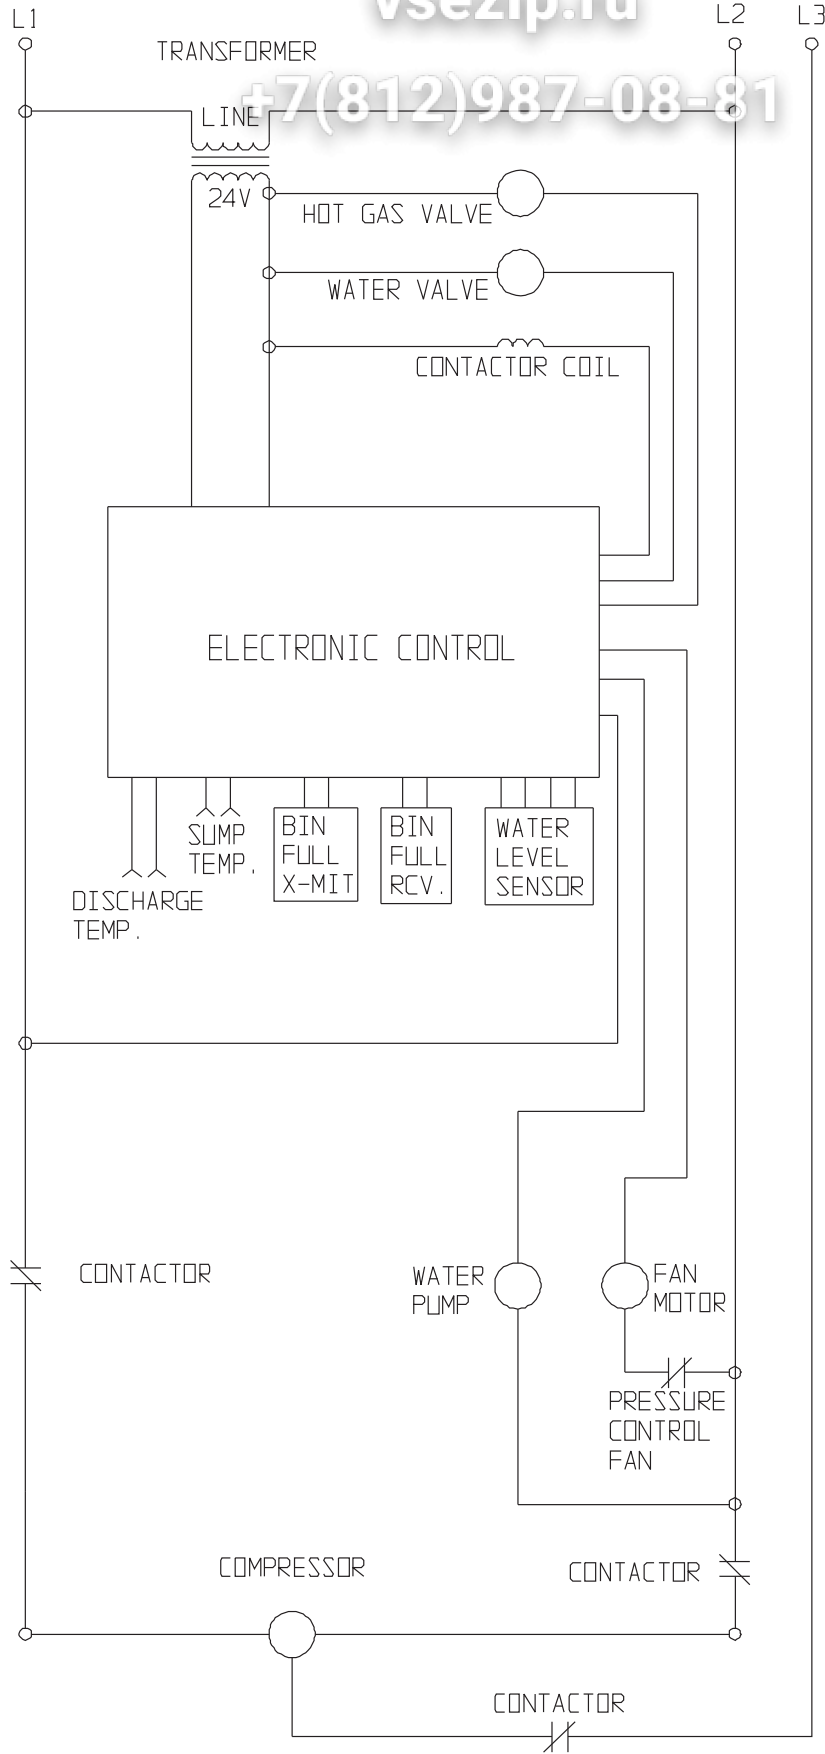 vsezip.ru
L1
L2
L3
TRANSFORMER
+7(812)987-08-81
LINE
24V
HOT GAS VALVE
WATER VALVE
CONTACTOR COIL
ELECTRONIC CONTROL
DISCHARGE
TEMP.
SUMP
TEMP.
BIN
FULL
X-MIT
BIN
FULL
RCV.
WATER
LEVEL
SENSOR
CONTACTOR
WATER
PUMP
FAN
MOTOR
PRESSURE
CONTROL
FAN
COMPRESSOR
CONTACTOR
CONTACTOR